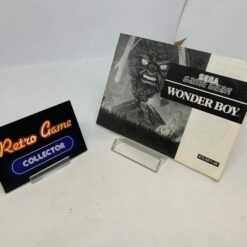 Retro Game
COLLECTOR
SEGA
GAME GEAR
WONDER BOY